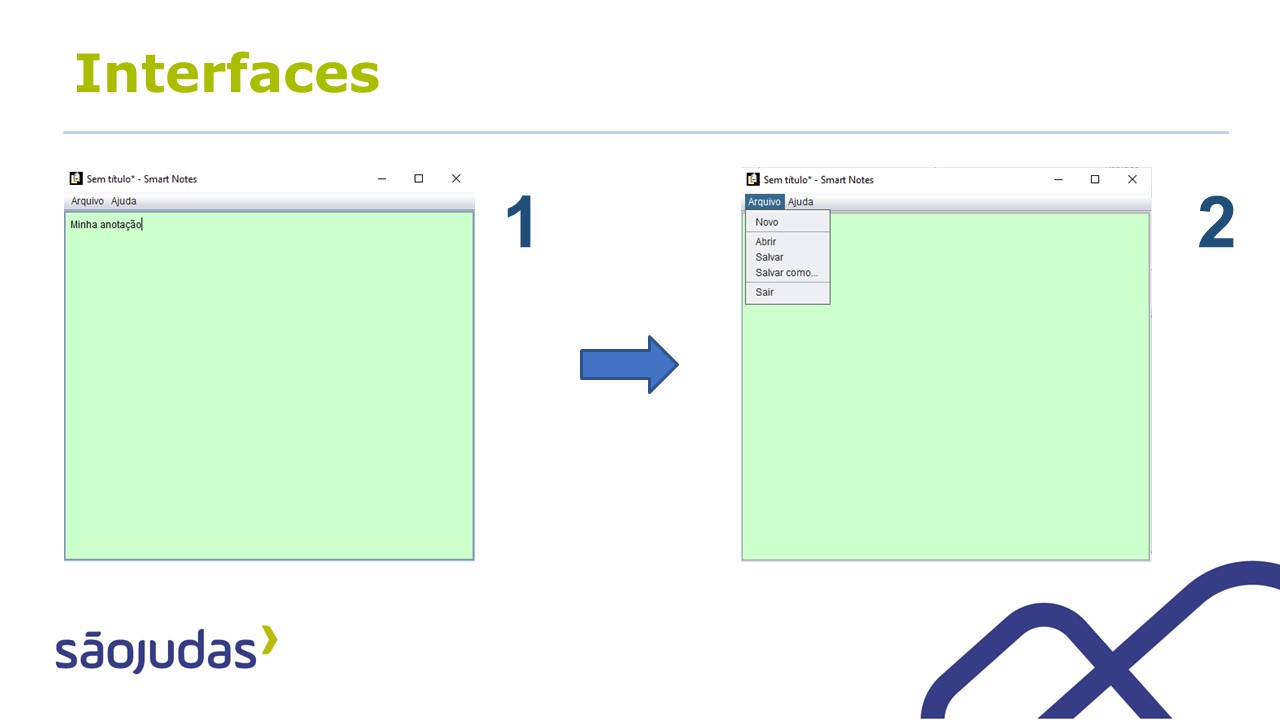 Interfaces
Sem título* - Smart Notes
Arquivo Ajuda
Minha anotação
1
Sem título* - Smart Notes
Arquivo Ajuda
Novo
Abrir
Salvar
Salvar como...
Sair
2
sãojudas